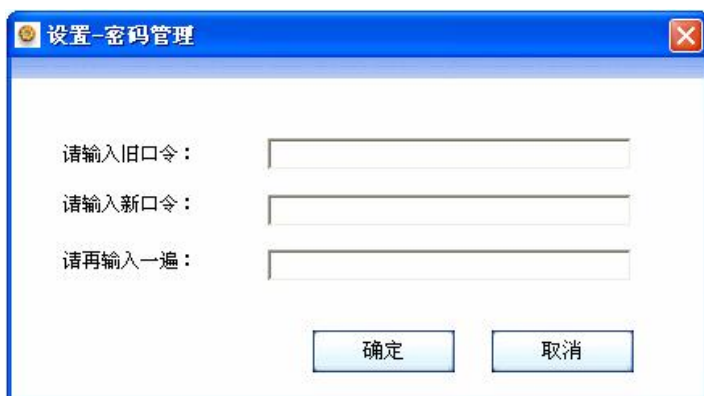 设置-密码管理
请输入旧口令：
请输入新口令：
请再输入一遍：
确定 取消